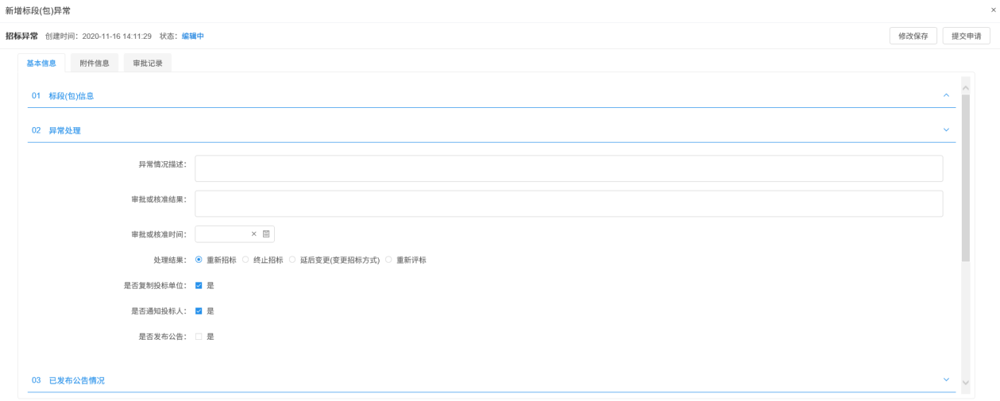 新增标段(包)异常
招标异常 创建时间：2020-11-16 14:11:29 状态：编辑中 修改保存 提交申请
基本信息 附件信息 审批记录
01 标段(包)信息
02 异常处理
异常情况描述：
审批或核准结果：
审批或核准时间：
处理结果： 重新招标 终止招标 延后变更(变更招标方式) 重新评标
是否复制投标单位： 是
是否通知投标人： 是
是否发布公告： 是
03 已发布公告情况